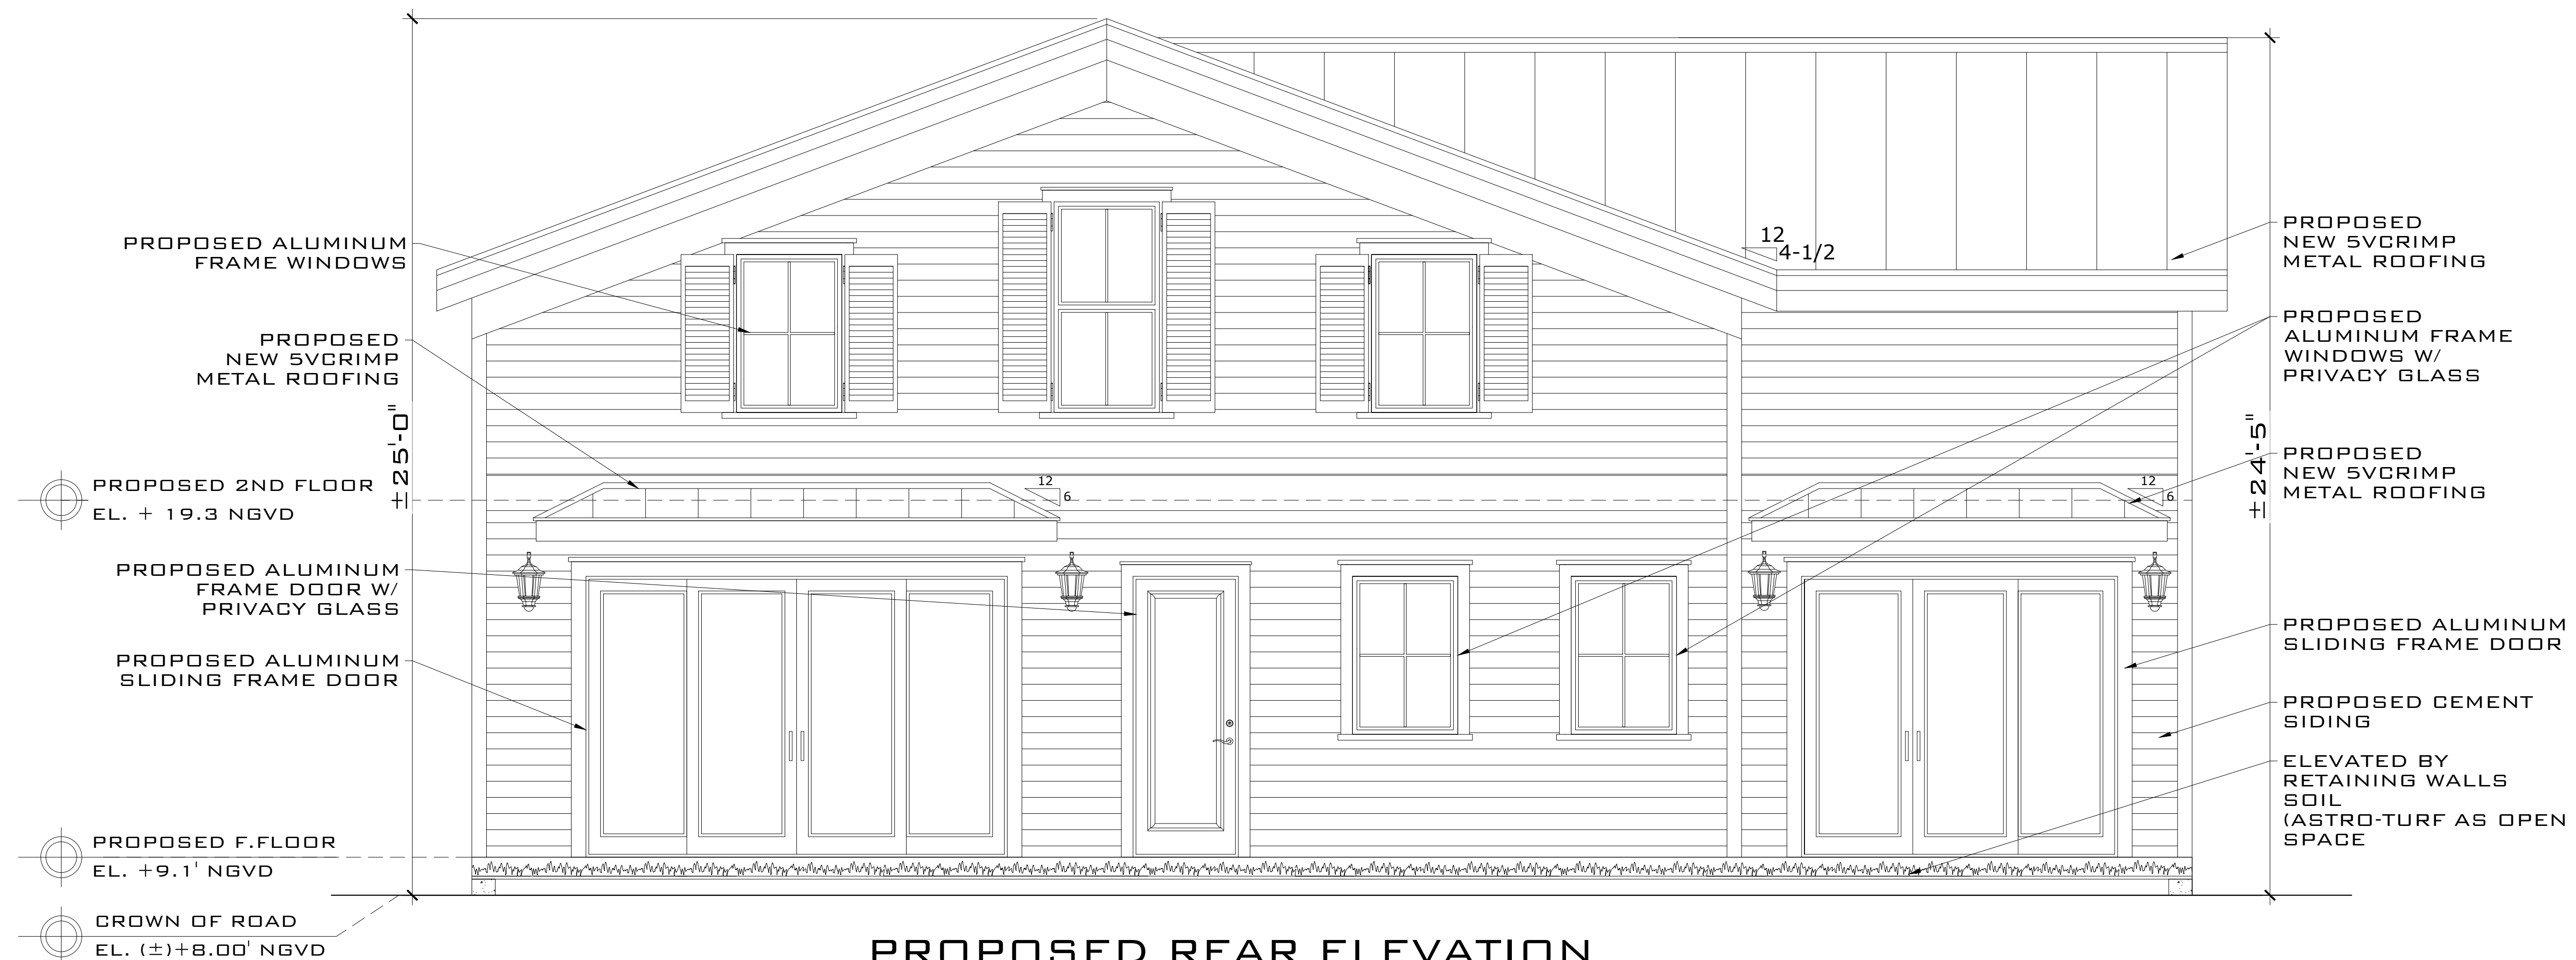 PROPOSED ALUMINUM
FRAME WINDOWS
PROPOSED
NEW 5VCRIMP
METAL ROOFING
±25'-0"
PROPOSED 2ND FLOOR
EL. + 19.3 NGVD
PROPOSED ALUMINUM
FRAME DOOR W/
PRIVACY GLASS
PROPOSED ALUMINUM
SLIDING FRAME DOOR
PROPOSED F.FLOOR
EL. +9.1' NGVD
CROWN OF ROAD
EL. (±)+8.00' NGVD
12
6
12
4-1/2
12
6
±24'-5"
PROPOSED
NEW 5VCRIMP
METAL ROOFING
PROPOSED
ALUMINUM FRAME
WINDOWS W/
PRIVACY GLASS
PROPOSED
NEW 5VCRIMP
METAL ROOFING
PROPOSED ALUMINUM
SLIDING FRAME DOOR
PROPOSED CEMENT
SIDING
ELEVATED BY
RETAINING WALLS
SOIL
(ASTRO-TURF AS OPEN
SPACE
PROPOSED REAR ELEVATION